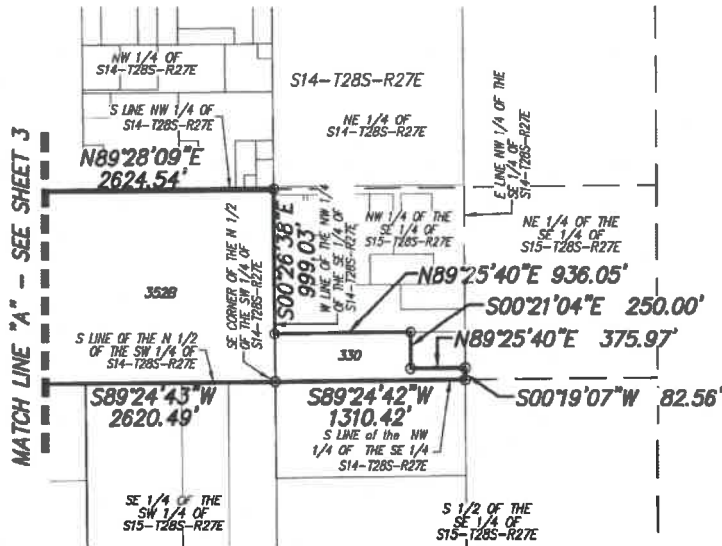 NW 1/4 OF
S14-T28S-R27E
S14-T28S-R27E
S LINE NW 1/4 OF
S14-T28S-R27E
NE 1/4 OF
S14-T28S-R27E
E LINE NW 1/4 OF THE
SE 1/4 OF
S14-T28S-R27E
MATCH LINE "A" - SEE SHEET 3
N89°28'09"E
2624.54'
S00°26'38"E
999.03'
W LINE OF THE NW 1/4
OF THE SE 1/4 OF
S14-T28S-R27E
NW 1/4 OF THE
SE 1/4 OF
S15-T28S-R27E
NE 1/4 OF THE
SE 1/4 OF
S15-T28S-R27E
SE CORNER OF THE N 1/2
OF THE SW 1/4 OF
S14-T28S-R27E
352B
N89°25'40"E 936.05'
S00°21'04"E 250.00'
N89°25'40"E 375.97'
S LINE OF THE N 1/2
OF THE SW 1/4 OF
S14-T28S-R27E
330
S89°24'43"W
2620.49'
S89°24'42"W
1310.42'
S00°19'07"W 82.56'
S LINE of the NW
1/4 OF THE SE 1/4
S14-T28S-R27E
SE 1/4 OF THE
SW 1/4 OF
S15-T28S-R27E
S 1/2 OF THE
SE 1/4 OF
S15-T28S-R27E